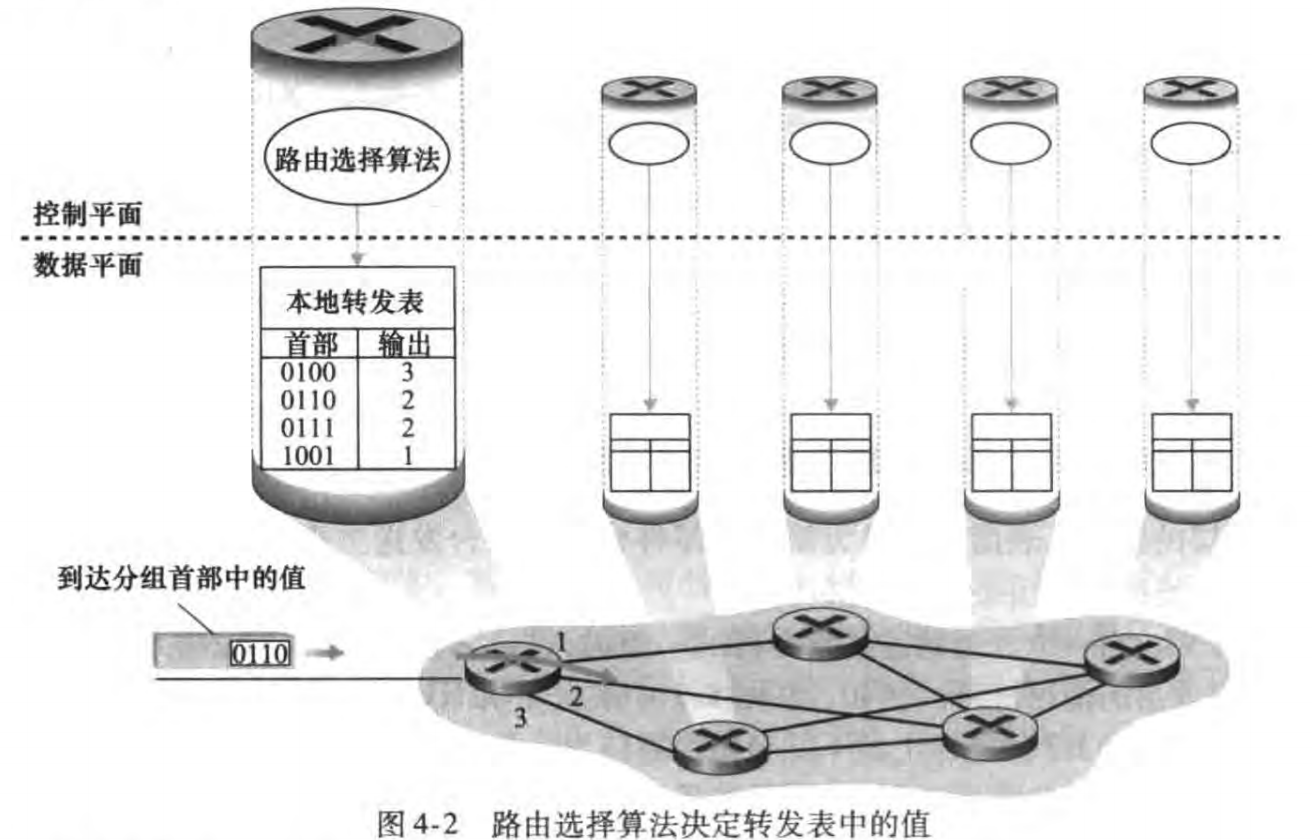 路由选择算法
控制平面
数据平面
本地转发表
首部 输出
0100 3
0110 2
0111 2
1001 1
到达分组首部中的值
0110
1
2
3
图4-2 路由选择算法决定转发表中的值